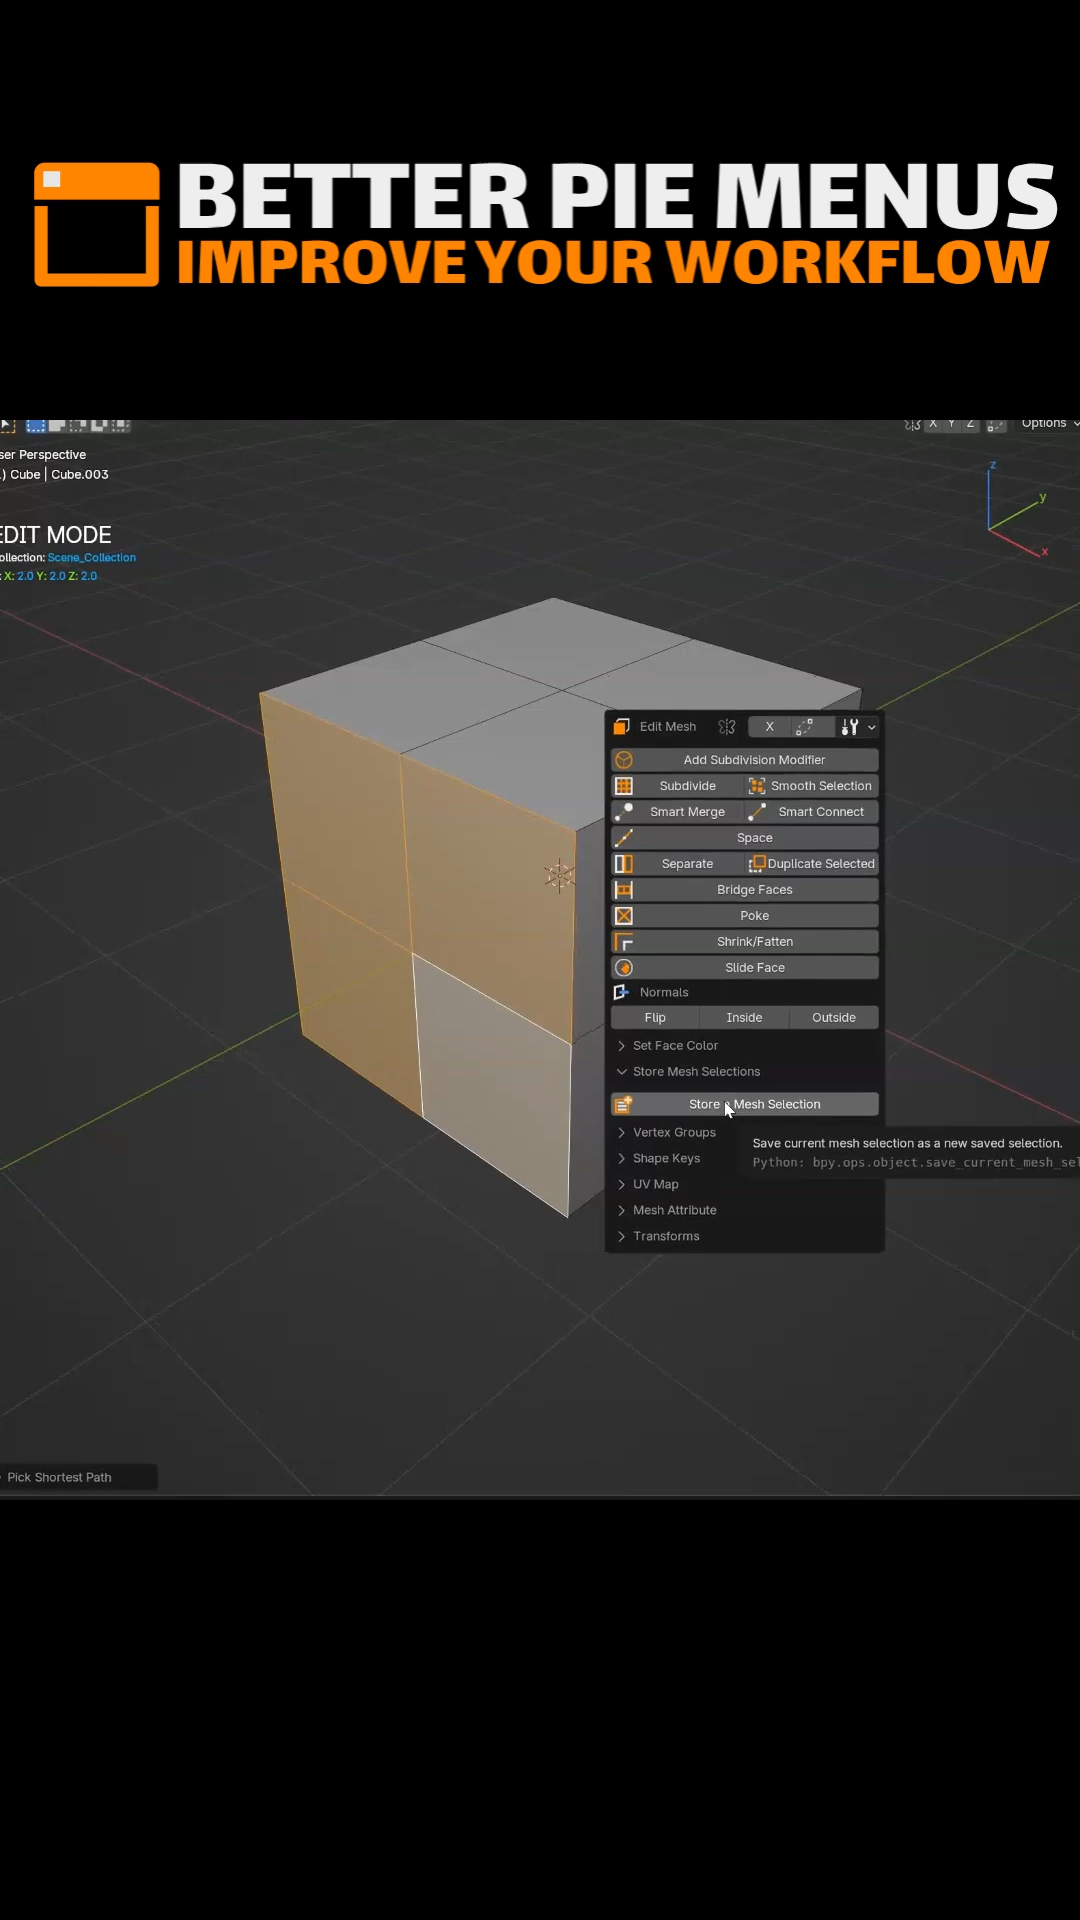 BETTER PIE MENUS
IMPROVE YOUR WORKFLOW
X Y Z Options
ser Perspective
) Cube | Cube.003
EDIT MODE
ollection: Scene_Collection
: X: 2.0 Y: 2.0 Z: 2.0
z
y
x
Edit Mesh X
Add Subdivision Modifier
Subdivide Smooth Selection
Smart Merge Smart Connect
Space
Separate Duplicate Selected
Bridge Faces
Poke
Shrink/Fatten
Slide Face
Normals
Flip Inside Outside
Set Face Color
Store Mesh Selections
Store a Mesh Selection
Vertex Groups
Save current mesh selection as a new saved selection.
Shape Keys
Python: bpy.ops.object.save_current_mesh_sel
UV Map
Mesh Attribute
Transforms
Pick Shortest Path